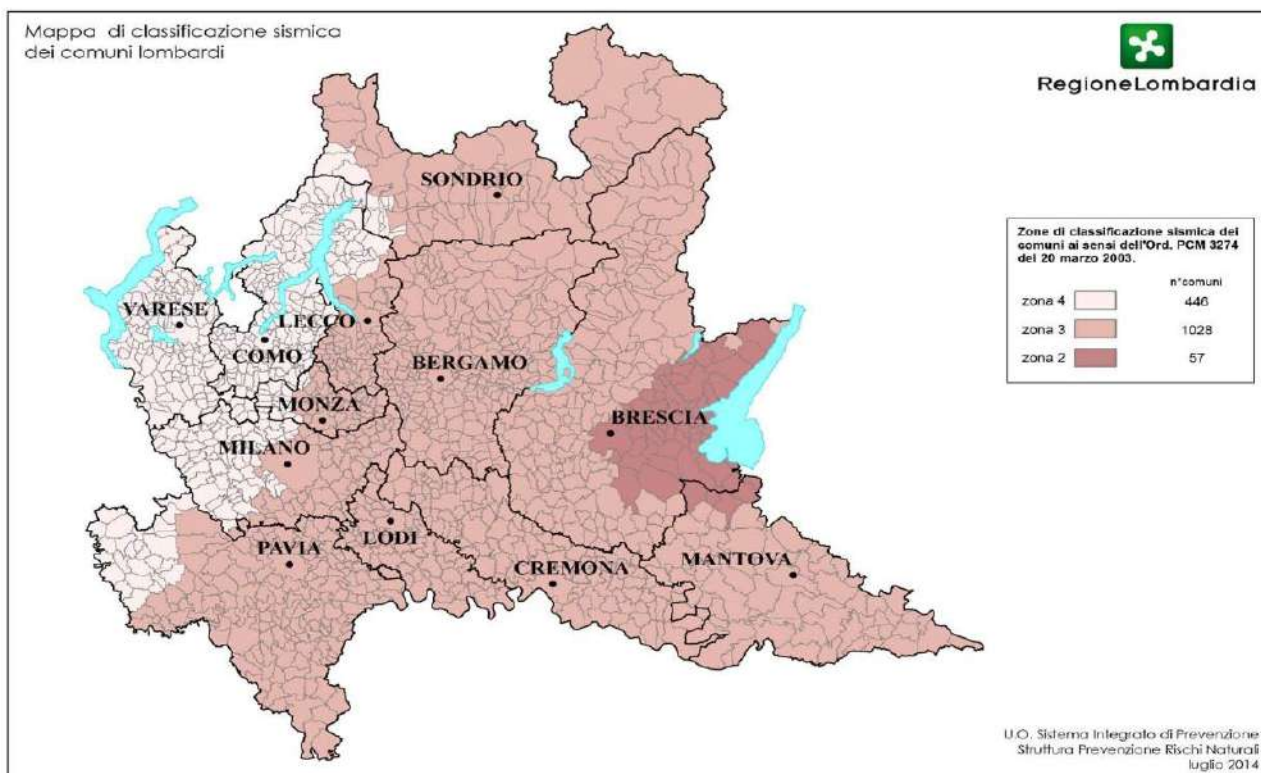 Mappa di classificazione sismica
dei comuni lombardi
RegioneLombardia
SONDRIO
VARESE
LECCO
COMO
BERGAMO
MONZA
BRESCIA
MILANO
PAVIA
LODI
CREMONA
MANTOVA
Zone di classificazione sismica dei
comuni ai sensi dell'Ord. PCM 3274
del 20 marzo 2003.
n°comuni
zona 4 446
zona 3 1028
zona 2 57
U.O. Sistema Integrato di Prevenzione
Struttura Prevenzione Rischi Naturali
luglio 2014